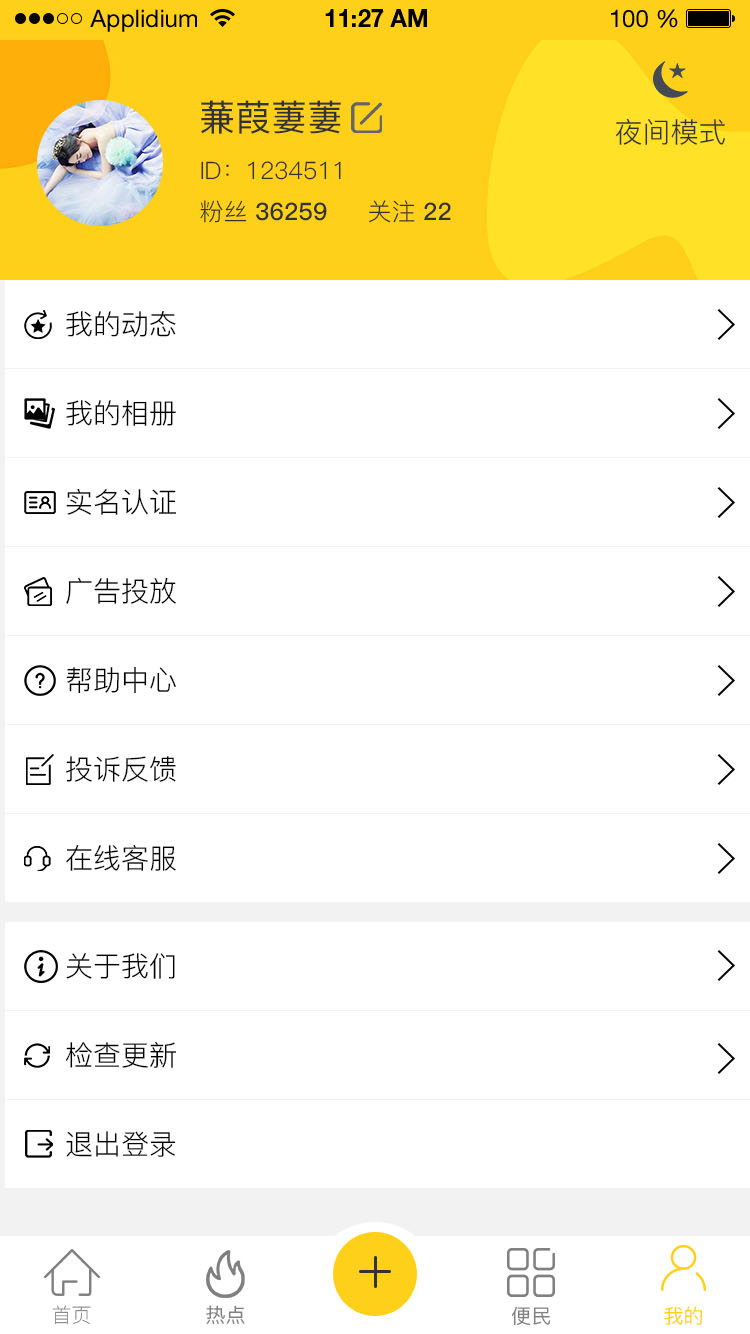 Applidium 11:27 AM 100 %
蒹葭萋萋
夜间模式
ID：1234511
粉丝 36259 关注 22
我的动态
我的相册
实名认证
广告投放
帮助中心
投诉反馈
在线客服
关于我们
检查更新
退出登录
首页 热点 便民 我的